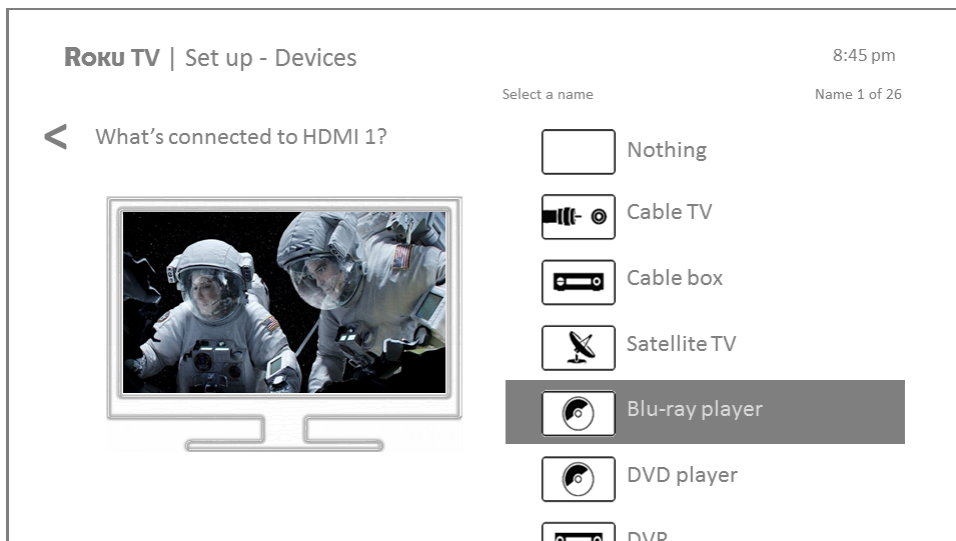 ROKU TV | Set up - Devices
8:45 pm
Select a name
Name 1 of 26
< What's connected to HDMI 1?
Nothing
Cable TV
Cable box
Satellite TV
Blu-ray player
DVD player
DVR